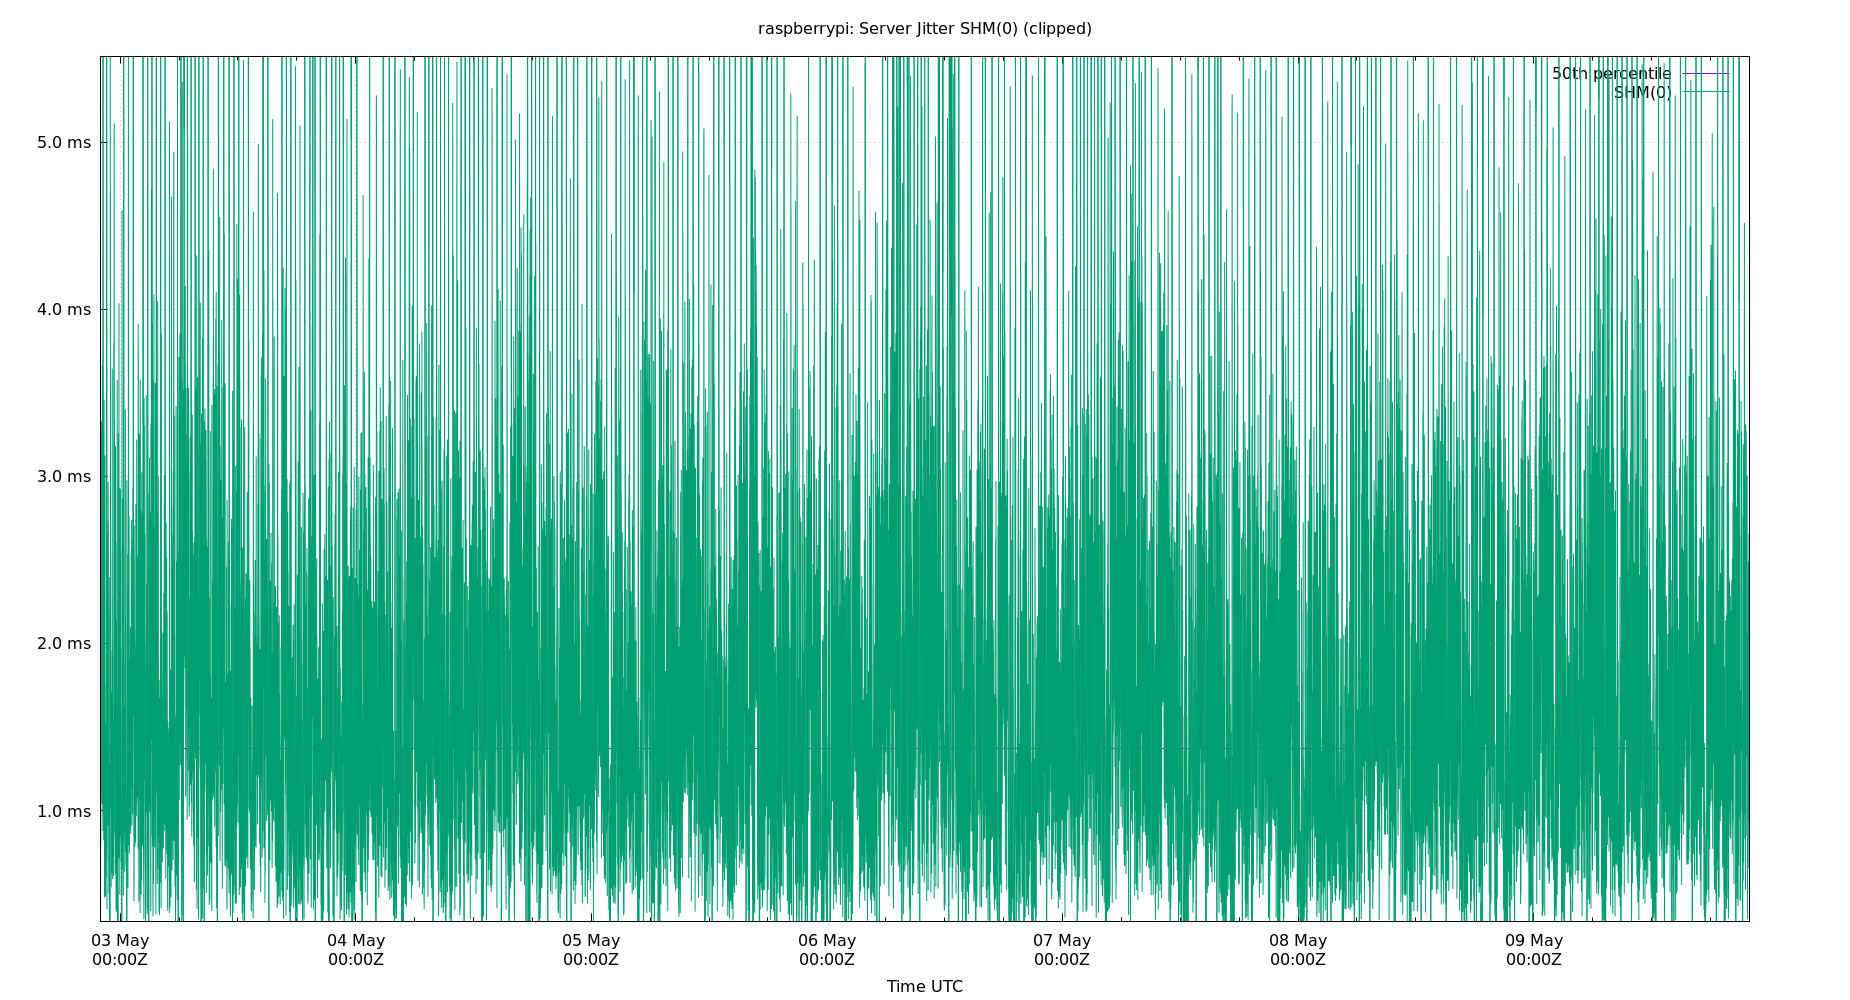 raspberrypi: Server Jitter SHM(0) (clipped)
50th percentile
SHM(0)
5.0 ms
4.0 ms
3.0 ms
2.0 ms
1.0 ms
03 May 04 May 05 May 06 May 07 May 08 May 09 May
00:00Z 00:00Z 00:00Z 00:00Z 00:00Z 00:00Z 00:00Z
Time UTC